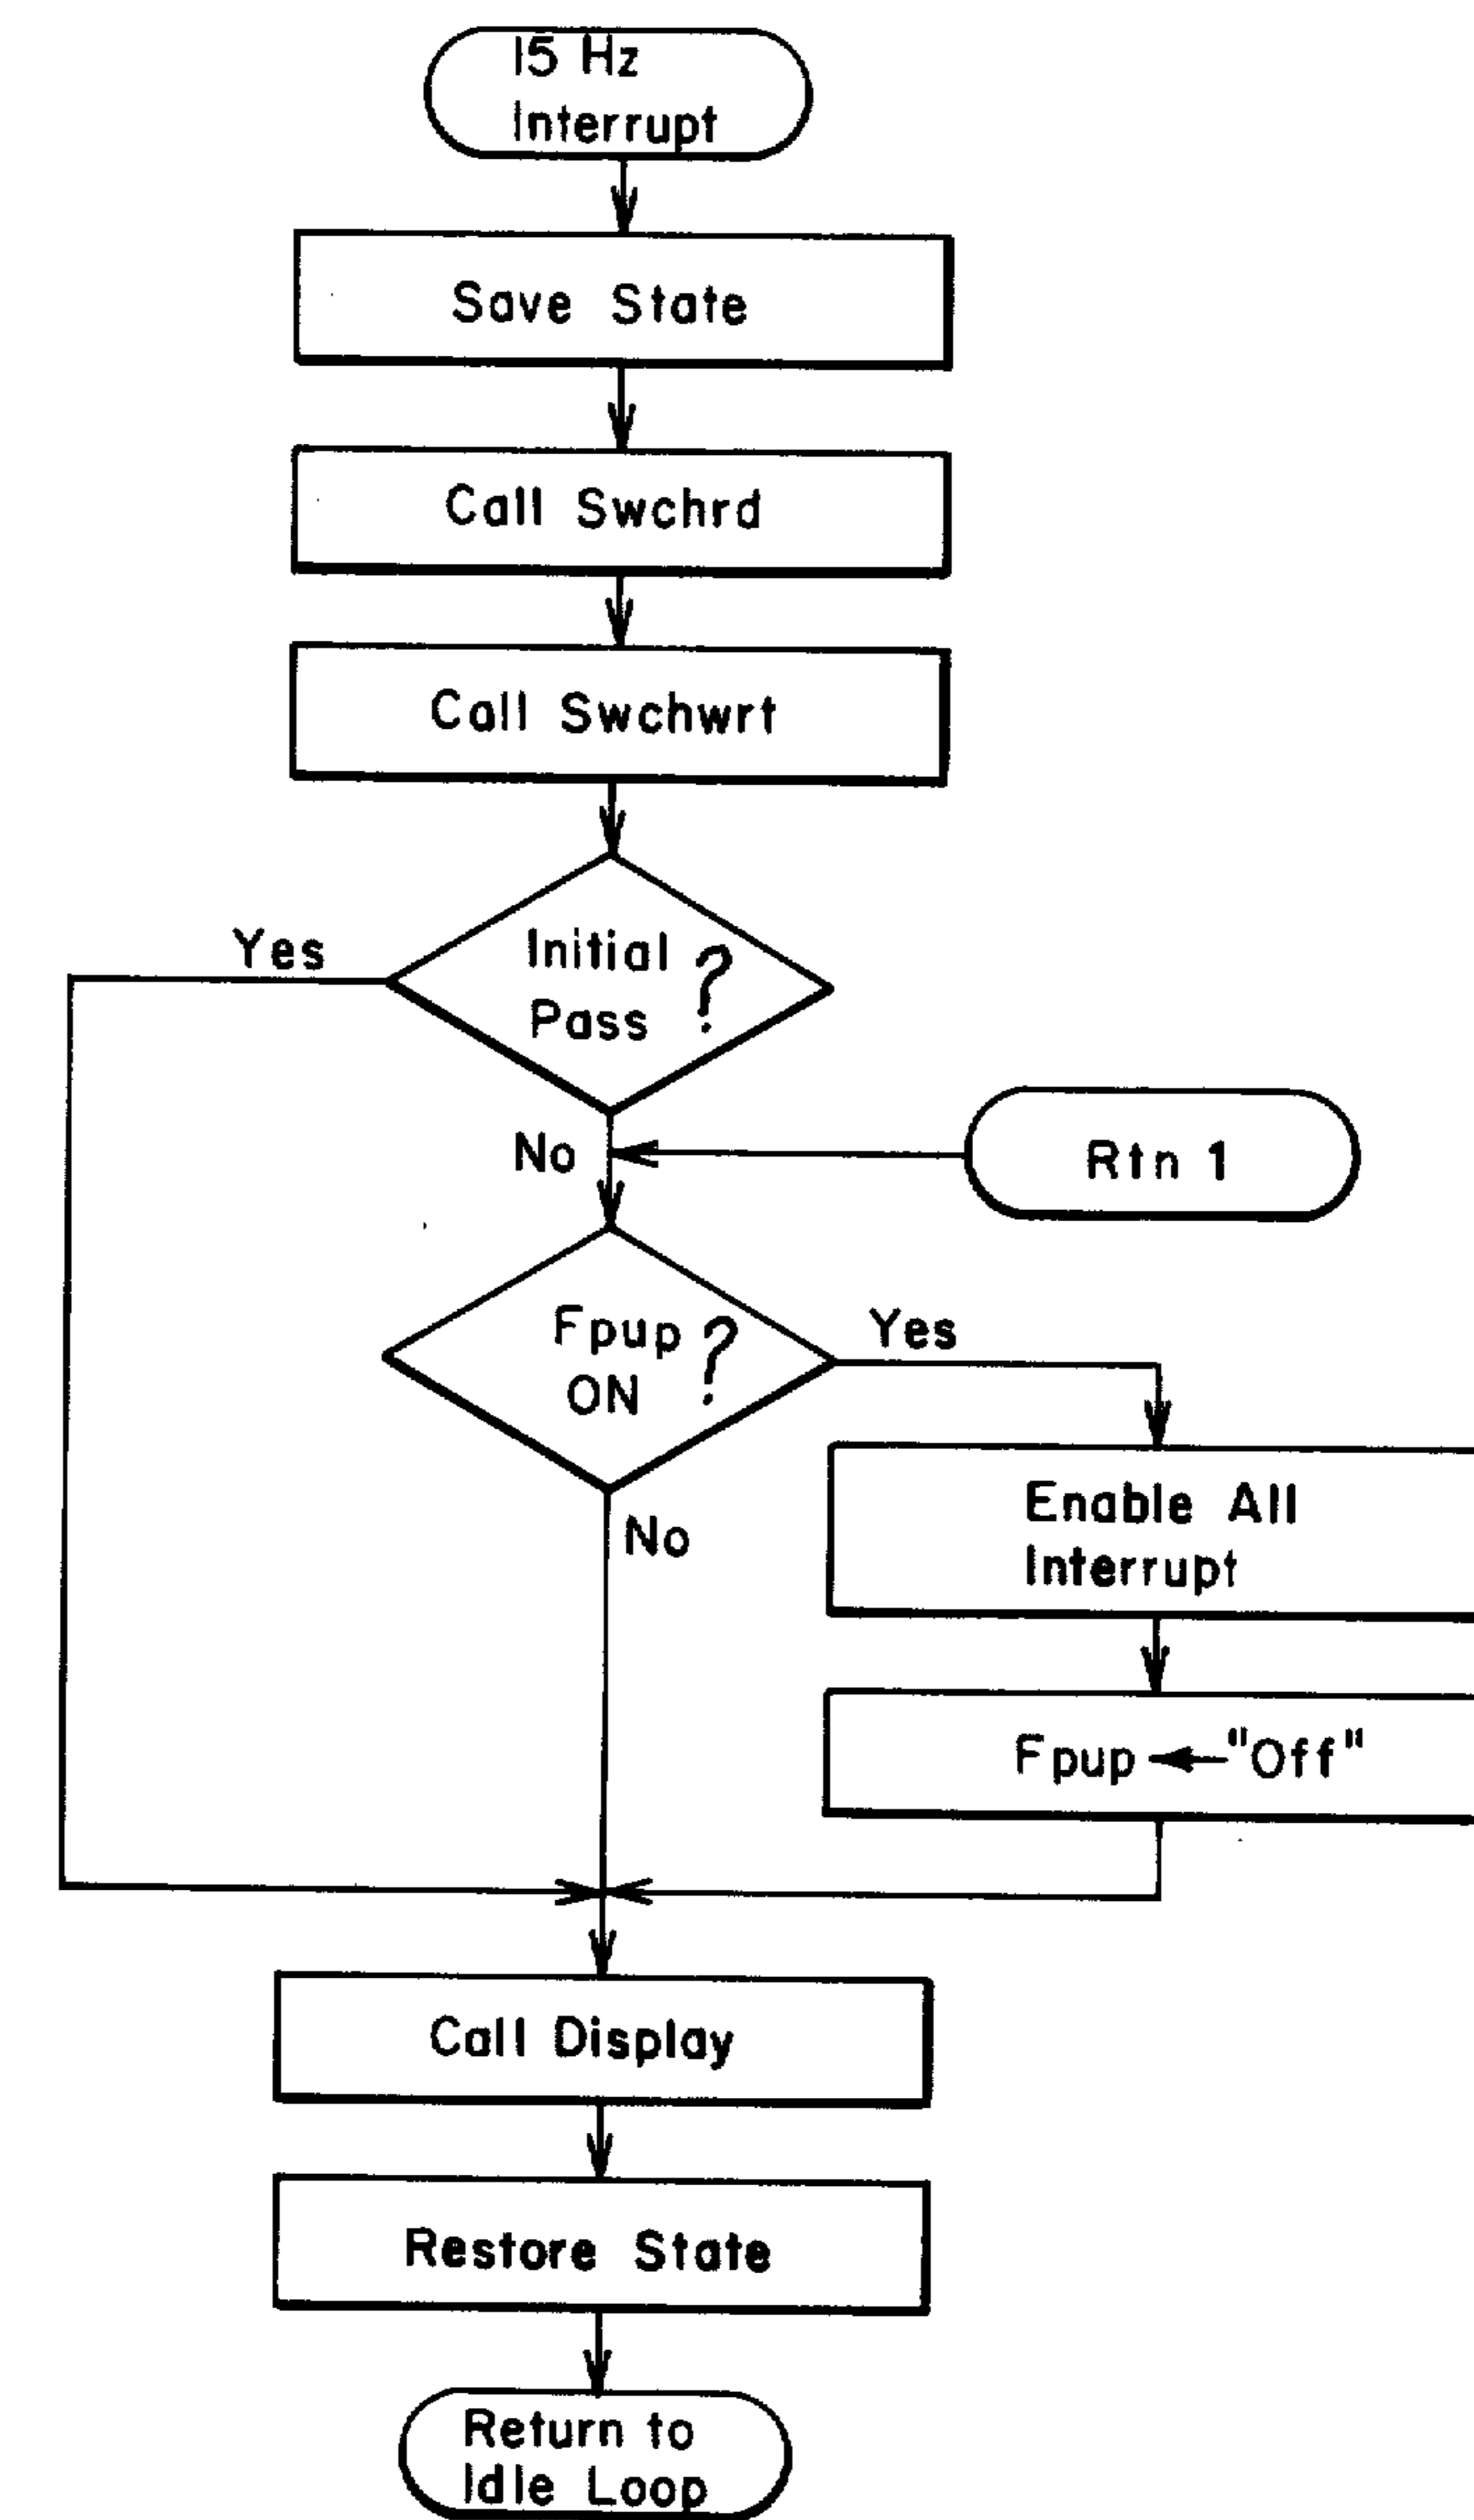 15 Hz
Interrupt
Save State
Call Swchrd
Call Swchwrt
Yes
Initial
Pass ?
No
Rtn 1
Fpup
ON ?
Yes
No
Enable All
Interrupt
Fpup ← "Off"
Call Display
Restore State
Return to
Idle Loop